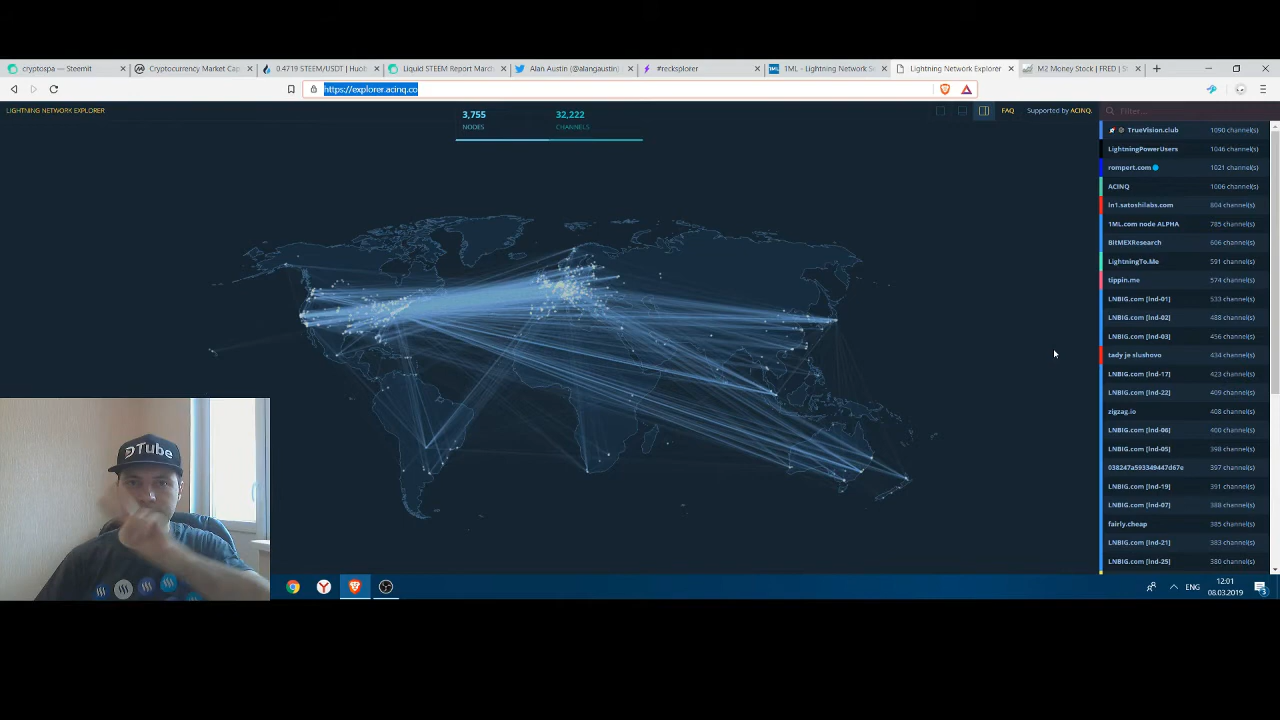 cryptospa — Steemit
Cryptocurrency Market Cap
0.4719 STEEM/USDT | Huob
Liquid STEEM Report March
Alan Austin (@alangaustin)
#recksplorer
1ML - Lightning Network Se
Lightning Network Explorer
M2 Money Stock | FRED | S
https://explorer.acinq.co
LIGHTNING NETWORK EXPLORER
3,755
NODES
32,222
CHANNELS
FAQ
Supported by ACINQ.
Filter...
TrueVision.club 1090 channel(s)
LightningPowerUsers 1046 channel(s)
rompert.com 1021 channel(s)
ACINQ 1006 channel(s)
ln1.satoshilabs.com 804 channel(s)
1ML.com node ALPHA 785 channel(s)
BitMEXResearch 606 channel(s)
LightningTo.Me 591 channel(s)
tippin.me 574 channel(s)
LNBIG.com [lnd-01] 533 channel(s)
LNBIG.com [lnd-02] 488 channel(s)
LNBIG.com [lnd-03] 456 channel(s)
tady je slushovo 434 channel(s)
LNBIG.com [lnd-17] 423 channel(s)
LNBIG.com [lnd-22] 409 channel(s)
zigzag.io 408 channel(s)
LNBIG.com [lnd-06] 400 channel(s)
LNBIG.com [lnd-05] 398 channel(s)
038247a593349447d67e 397 channel(s)
LNBIG.com [lnd-19] 391 channel(s)
LNBIG.com [lnd-07] 388 channel(s)
fairly.cheap 385 channel(s)
LNBIG.com [lnd-21] 383 channel(s)
LNBIG.com [lnd-25] 380 channel(s)
DTube
ENG
12:01
08.03.2019
3